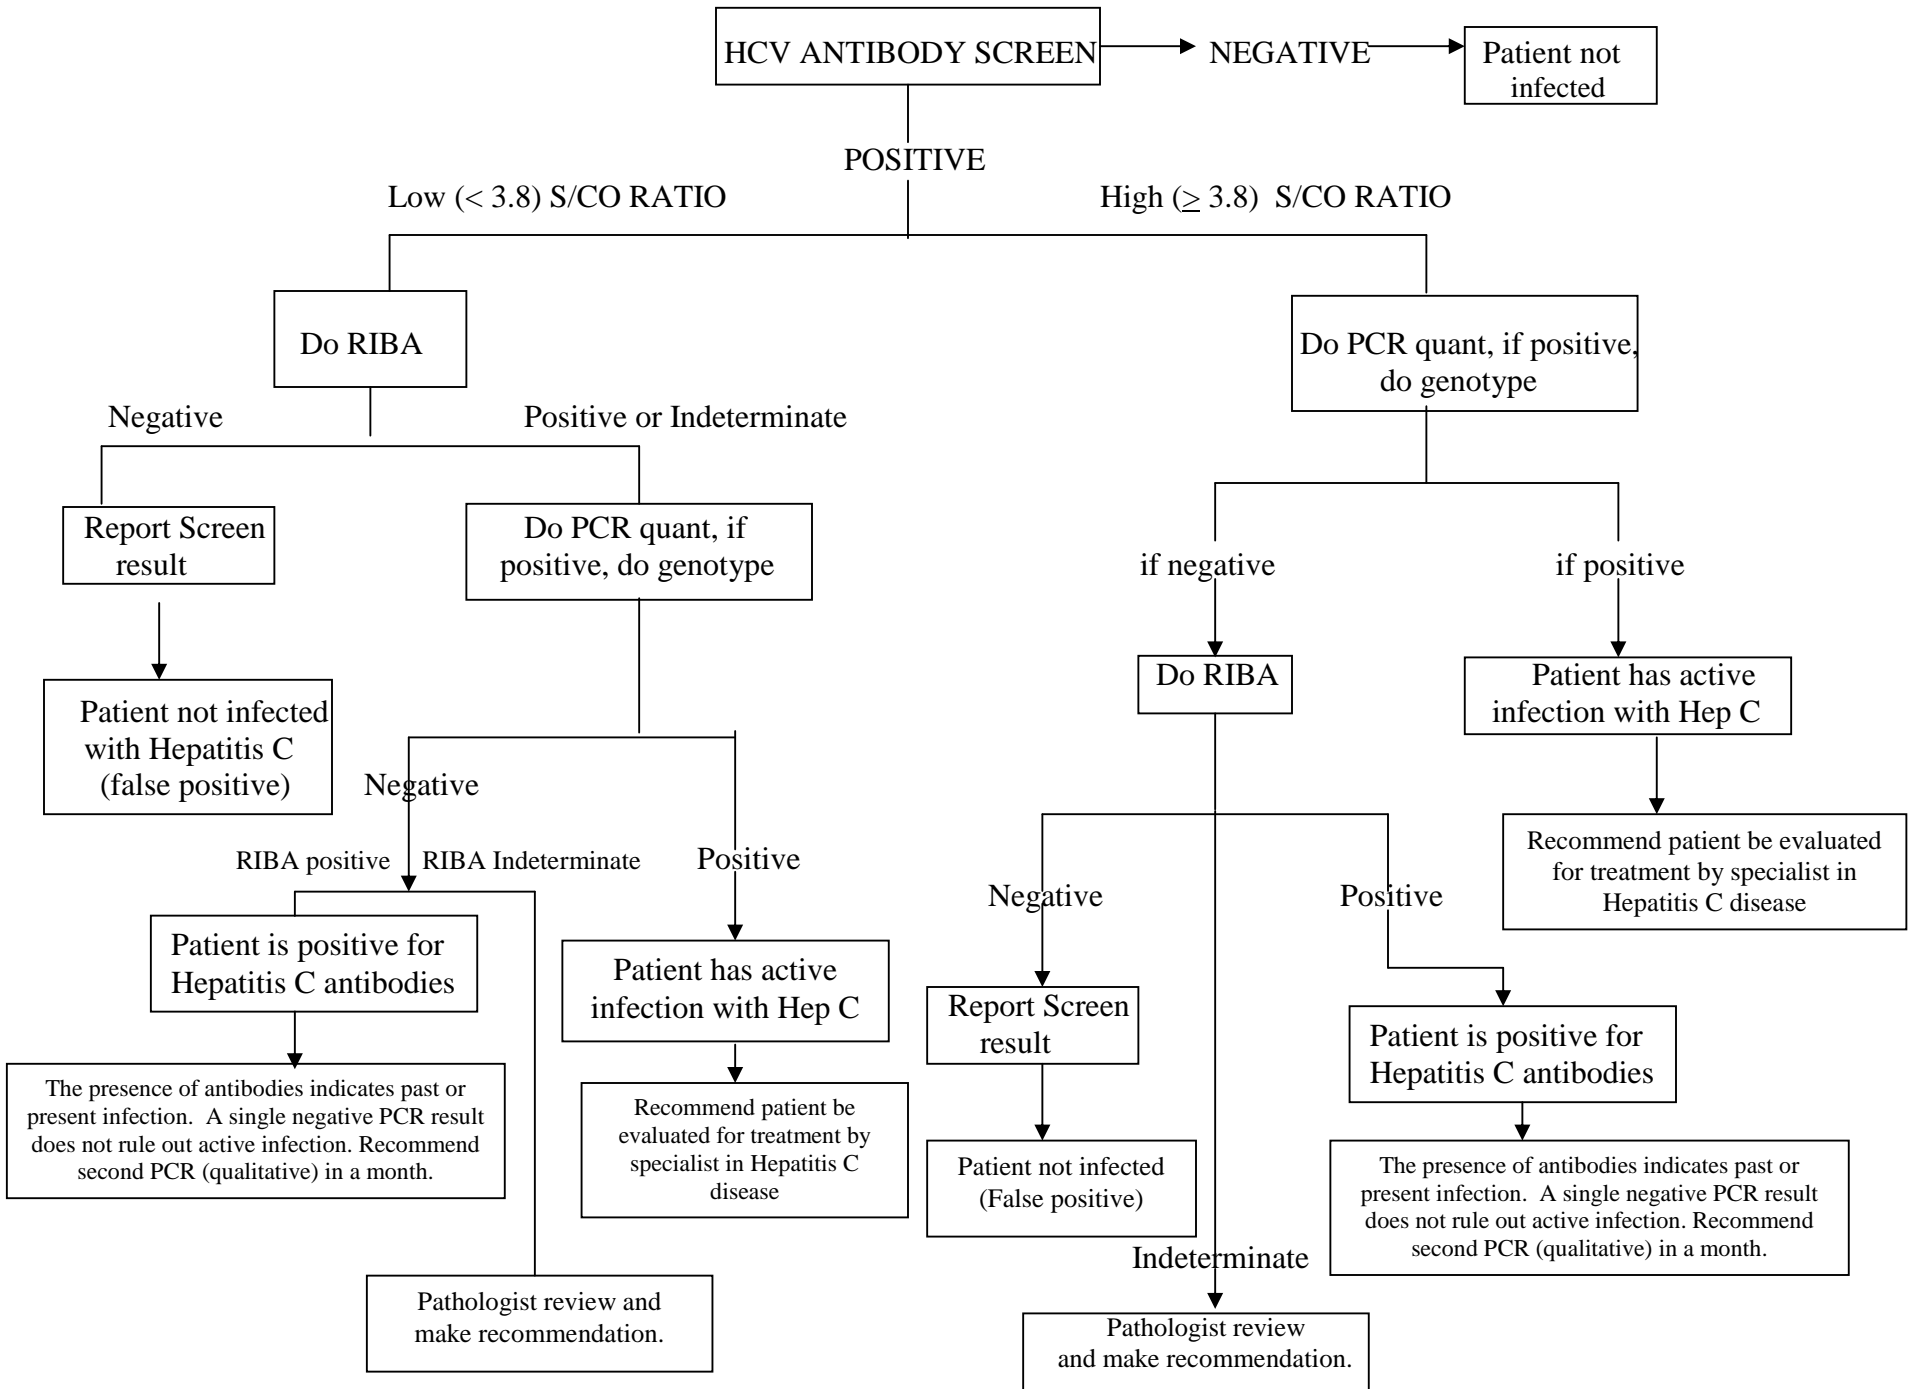 HCV ANTIBODY SCREEN
NEGATIVE
Patient not
infected
POSITIVE
Low (< 3.8) S/CO RATIO
High (≥ 3.8) S/CO RATIO
Do RIBA
Do PCR quant, if positive,
do genotype
Negative
Positive or Indeterminate
Report Screen
result
Do PCR quant, if
positive, do genotype
if negative
if positive
Patient not infected
with Hepatitis C
(false positive)
Do RIBA
Patient has active
infection with Hep C
Negative
RIBA positive
RIBA Indeterminate
Positive
Recommend patient be evaluated
for treatment by specialist in
Hepatitis C disease
Negative
Positive
Patient is positive for
Hepatitis C antibodies
Patient has active
infection with Hep C
Report Screen
result
Patient is positive for
Hepatitis C antibodies
The presence of antibodies indicates past or
present infection. A single negative PCR result
does not rule out active infection. Recommend
second PCR (qualitative) in a month.
Recommend patient be
evaluated for treatment by
specialist in Hepatitis C
disease
Patient not infected
(False positive)
The presence of antibodies indicates past or
present infection. A single negative PCR result
does not rule out active infection. Recommend
second PCR (qualitative) in a month.
Indeterminate
Pathologist review and
make recommendation.
Pathologist review
and make recommendation.